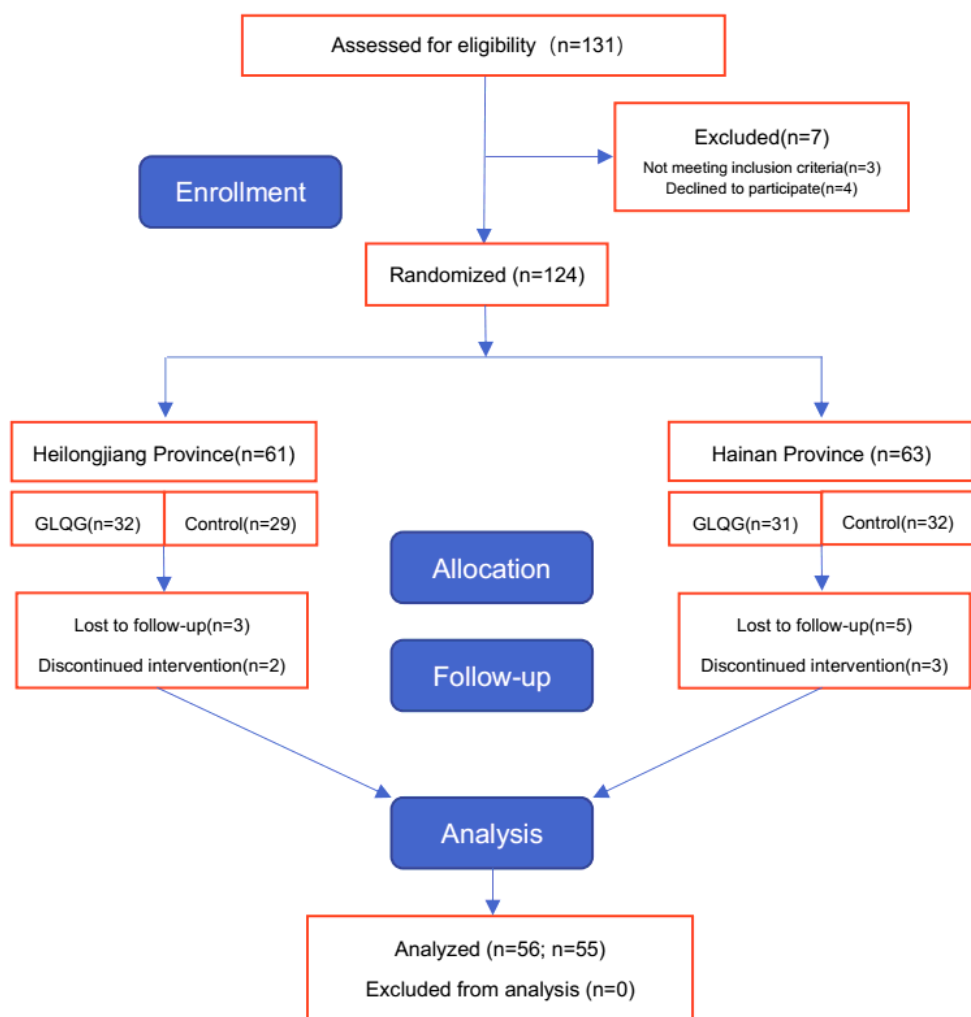 Assessed for eligibility（n=131)
Excluded(n=7)
Not meeting inclusion criteria(n=3)
Declined to participate(n=4)
Enrollment
Randomized (n=124)
Heilongjiang Province(n=61)
Hainan Province (n=63)
GLQG(n=32)
Control(n=29)
GLQG(n=31)
Control(n=32)
Allocation
Lost to follow-up(n=3)
Discontinued intervention(n=2)
Lost to follow-up(n=5)
Discontinued intervention(n=3)
Follow-up
Analysis
Analyzed (n=56; n=55)
Excluded from analysis (n=0)